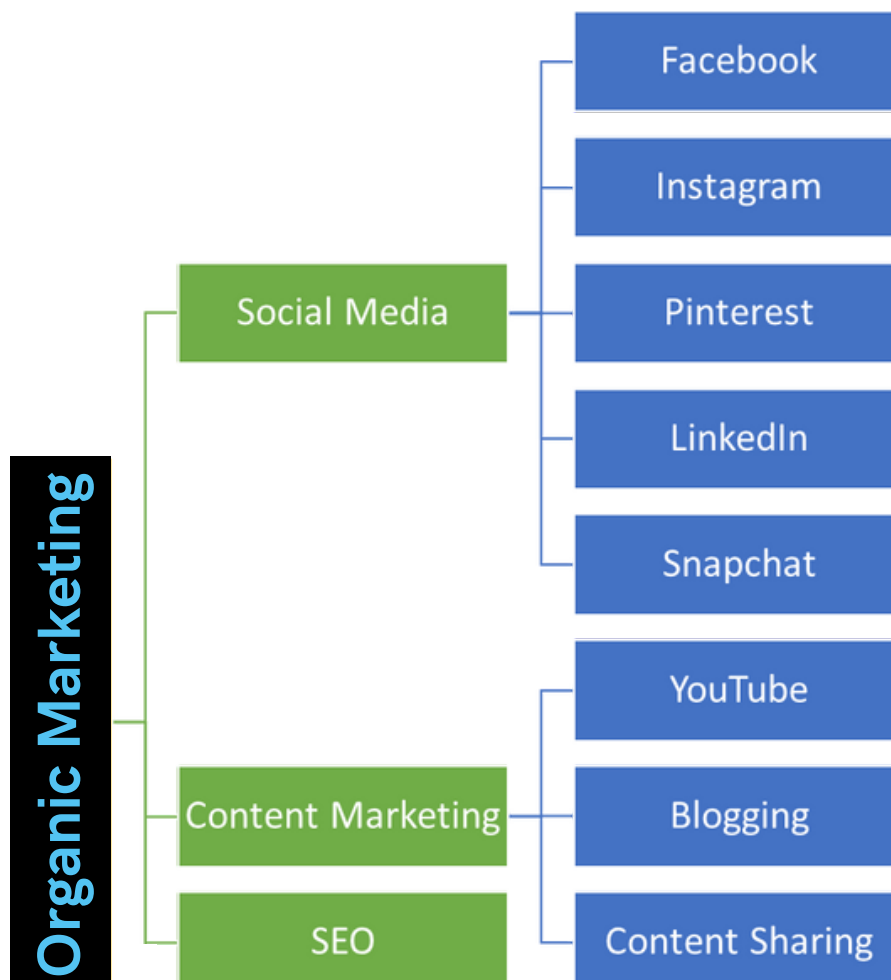 Organic Marketing
Social Media
Facebook
Instagram
Pinterest
LinkedIn
Snapchat
Content Marketing
YouTube
Blogging
Content Sharing
SEO